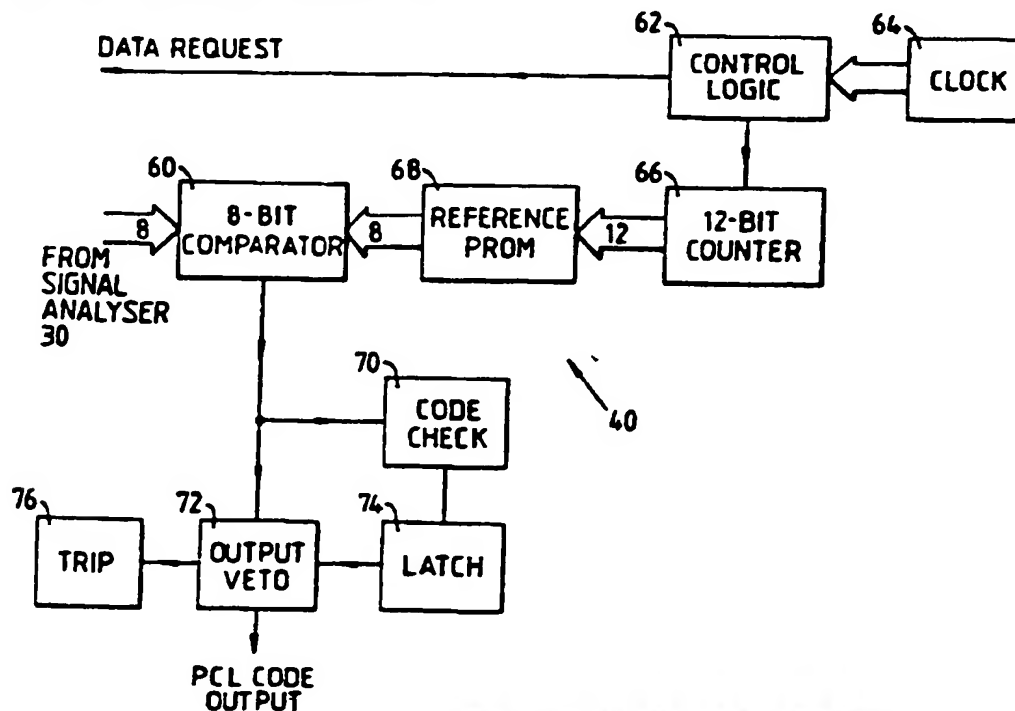 DATA REQUEST
62
CONTROL
LOGIC
64
CLOCK
60
8-BIT
COMPARATOR
8
FROM
SIGNAL
ANALYSER
30
8
68
REFERENCE
PROM
12
66
12-BIT
COUNTER
70
CODE
CHECK
40
76
TRIP
72
OUTPUT
VETO
74
LATCH
PCL CODE
OUTPUT